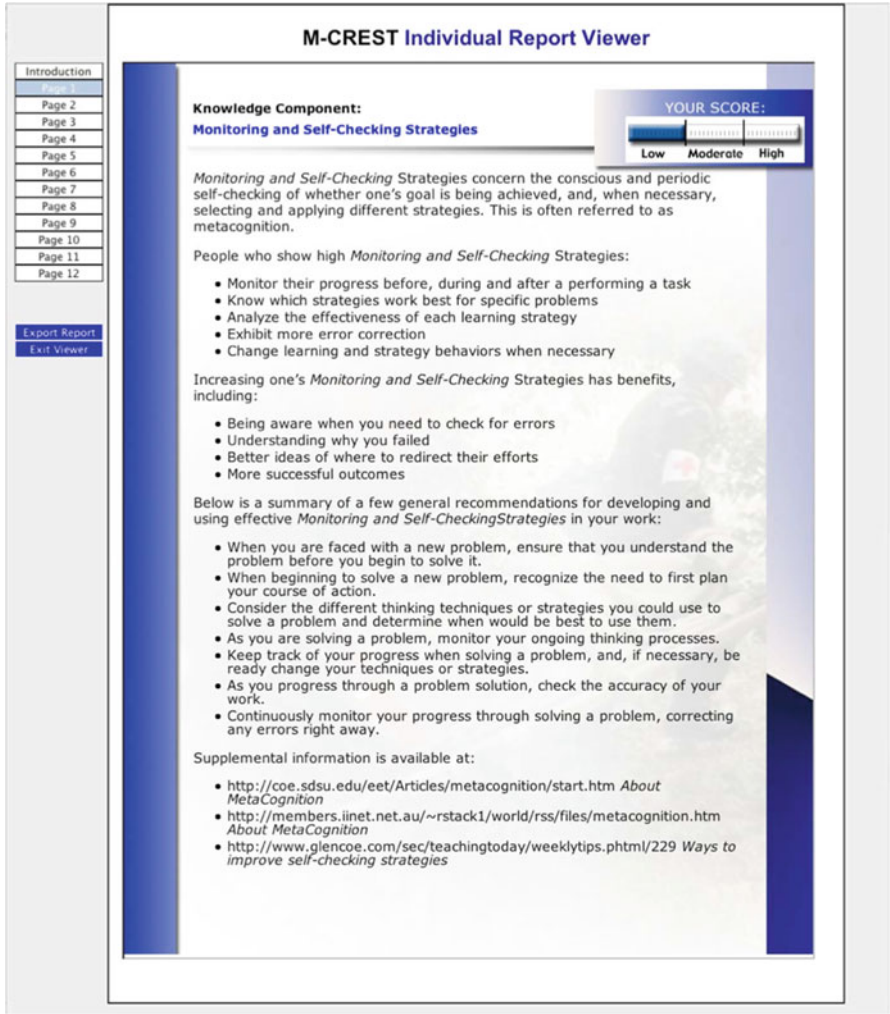 M-CREST Individual Report Viewer
Introduction
Page 1
Page 2
Page 3
Page 4
Page 5
Page 6
Page 7
Page 8
Page 9
Page 10
Page 11
Page 12
Export Report
Exit Viewer
Knowledge Component:
Monitoring and Self-Checking Strategies
YOUR SCORE:
Low Moderate High
Monitoring and Self-Checking Strategies concern the conscious and periodic
self-checking of whether one's goal is being achieved, and, when necessary,
selecting and applying different strategies. This is often referred to as
metacognition.
People who show high Monitoring and Self-Checking Strategies:
• Monitor their progress before, during and after a performing a task
• Know which strategies work best for specific problems
• Analyze the effectiveness of each learning strategy
• Exhibit more error correction
• Change learning and strategy behaviors when necessary
Increasing one's Monitoring and Self-Checking Strategies has benefits,
including:
• Being aware when you need to check for errors
• Understanding why you failed
• Better ideas of where to redirect their efforts
• More successful outcomes
Below is a summary of a few general recommendations for developing and
using effective Monitoring and Self-CheckingStrategies in your work:
• When you are faced with a new problem, ensure that you understand the
problem before you begin to solve it.
• When beginning to solve a new problem, recognize the need to first plan
your course of action.
• Consider the different thinking techniques or strategies you could use to
solve a problem and determine when would be best to use them.
• As you are solving a problem, monitor your ongoing thinking processes.
• Keep track of your progress when solving a problem, and, if necessary, be
ready change your techniques or strategies.
• As you progress through a problem solution, check the accuracy of your
work.
• Continuously monitor your progress through solving a problem, correcting
any errors right away.
Supplemental information is available at:
• http://coe.sdsu.edu/eet/Articles/metacognition/start.htm About
MetaCognition
• http://members.iinet.net.au/~rstack1/world/rss/files/metacognition.htm
About MetaCognition
• http://www.glencoe.com/sec/teachingtoday/weeklytips.phtml/229 Ways to
improve self-checking strategies